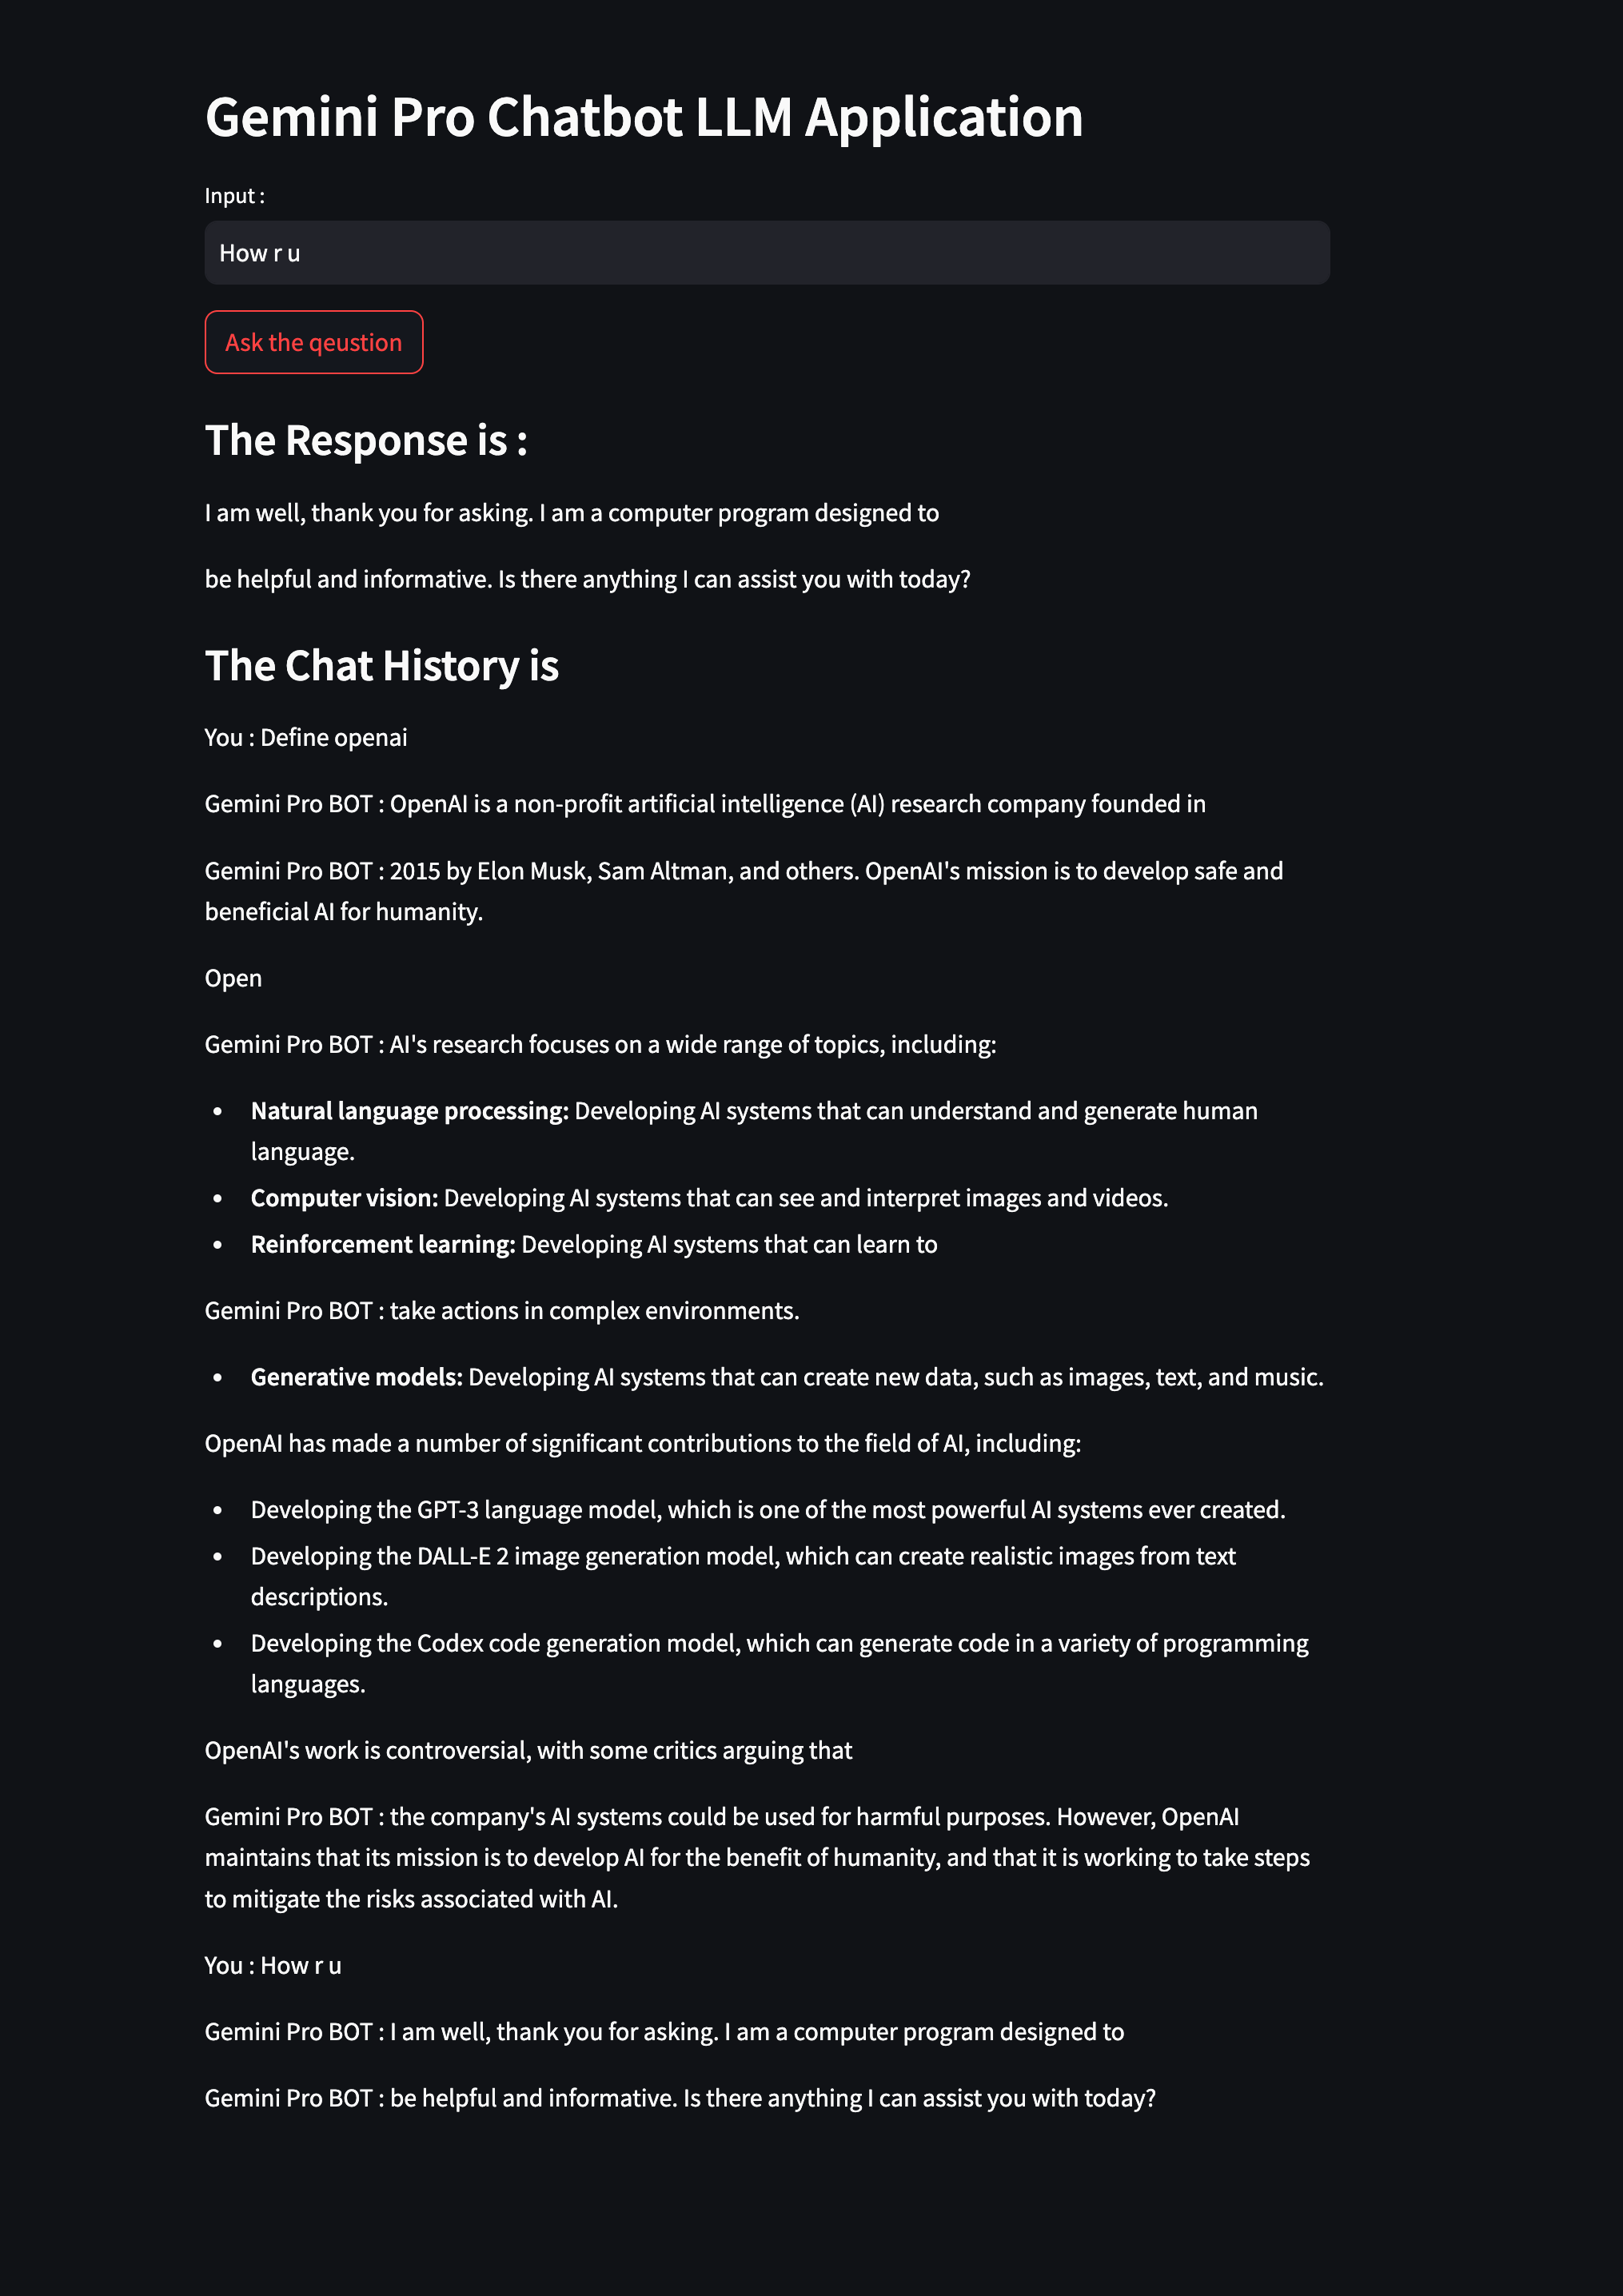 Gemini Pro Chatbot LLM Application
Input :
How r u
Ask the qeustion
The Response is :
I am well, thank you for asking. I am a computer program designed to
be helpful and informative. Is there anything I can assist you with today?
The Chat History is
You : Define openai
Gemini Pro BOT : OpenAI is a non-profit artificial intelligence (AI) research company founded in
Gemini Pro BOT : 2015 by Elon Musk, Sam Altman, and others. OpenAI's mission is to develop safe and
beneficial AI for humanity.
Open
Gemini Pro BOT : AI's research focuses on a wide range of topics, including:
• Natural language processing: Developing AI systems that can understand and generate human
language.
• Computer vision: Developing AI systems that can see and interpret images and videos.
• Reinforcement learning: Developing AI systems that can learn to
Gemini Pro BOT : take actions in complex environments.
• Generative models: Developing AI systems that can create new data, such as images, text, and music.
OpenAI has made a number of significant contributions to the field of AI, including:
• Developing the GPT-3 language model, which is one of the most powerful AI systems ever created.
• Developing the DALL-E 2 image generation model, which can create realistic images from text
descriptions.
• Developing the Codex code generation model, which can generate code in a variety of programming
languages.
OpenAI's work is controversial, with some critics arguing that
Gemini Pro BOT : the company's AI systems could be used for harmful purposes. However, OpenAI
maintains that its mission is to develop AI for the benefit of humanity, and that it is working to take steps
to mitigate the risks associated with AI.
You : How r u
Gemini Pro BOT : I am well, thank you for asking. I am a computer program designed to
Gemini Pro BOT : be helpful and informative. Is there anything I can assist you with today?